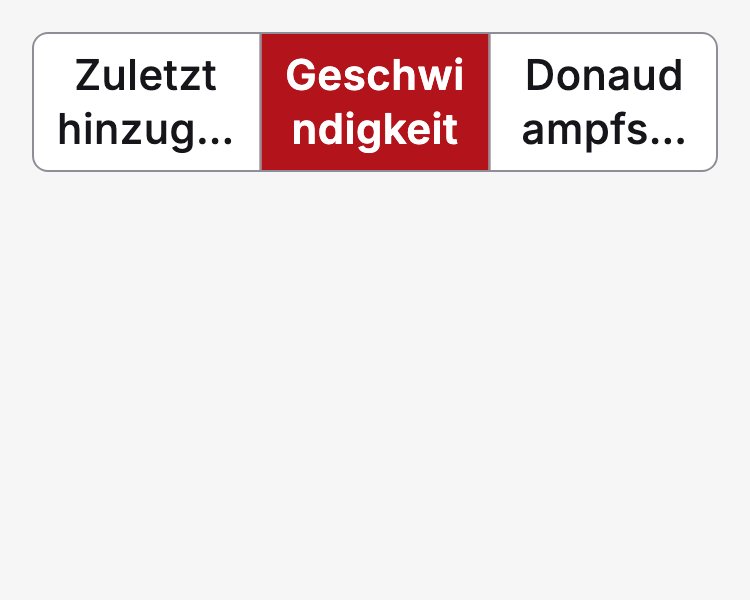 Zuletzt
hinzug...
Geschwi
ndigkeit
Donaud
ampfs...